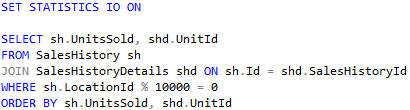 SET STATISTICS IO ON
SELECT sh.UnitsSold, shd.UnitId
FROM SalesHistory sh
JOIN SalesHistoryDetails shd ON sh.Id = shd.SalesHistoryId
WHERE sh.LocationId % 10000 = 0
ORDER BY sh.UnitsSold, shd.UnitId